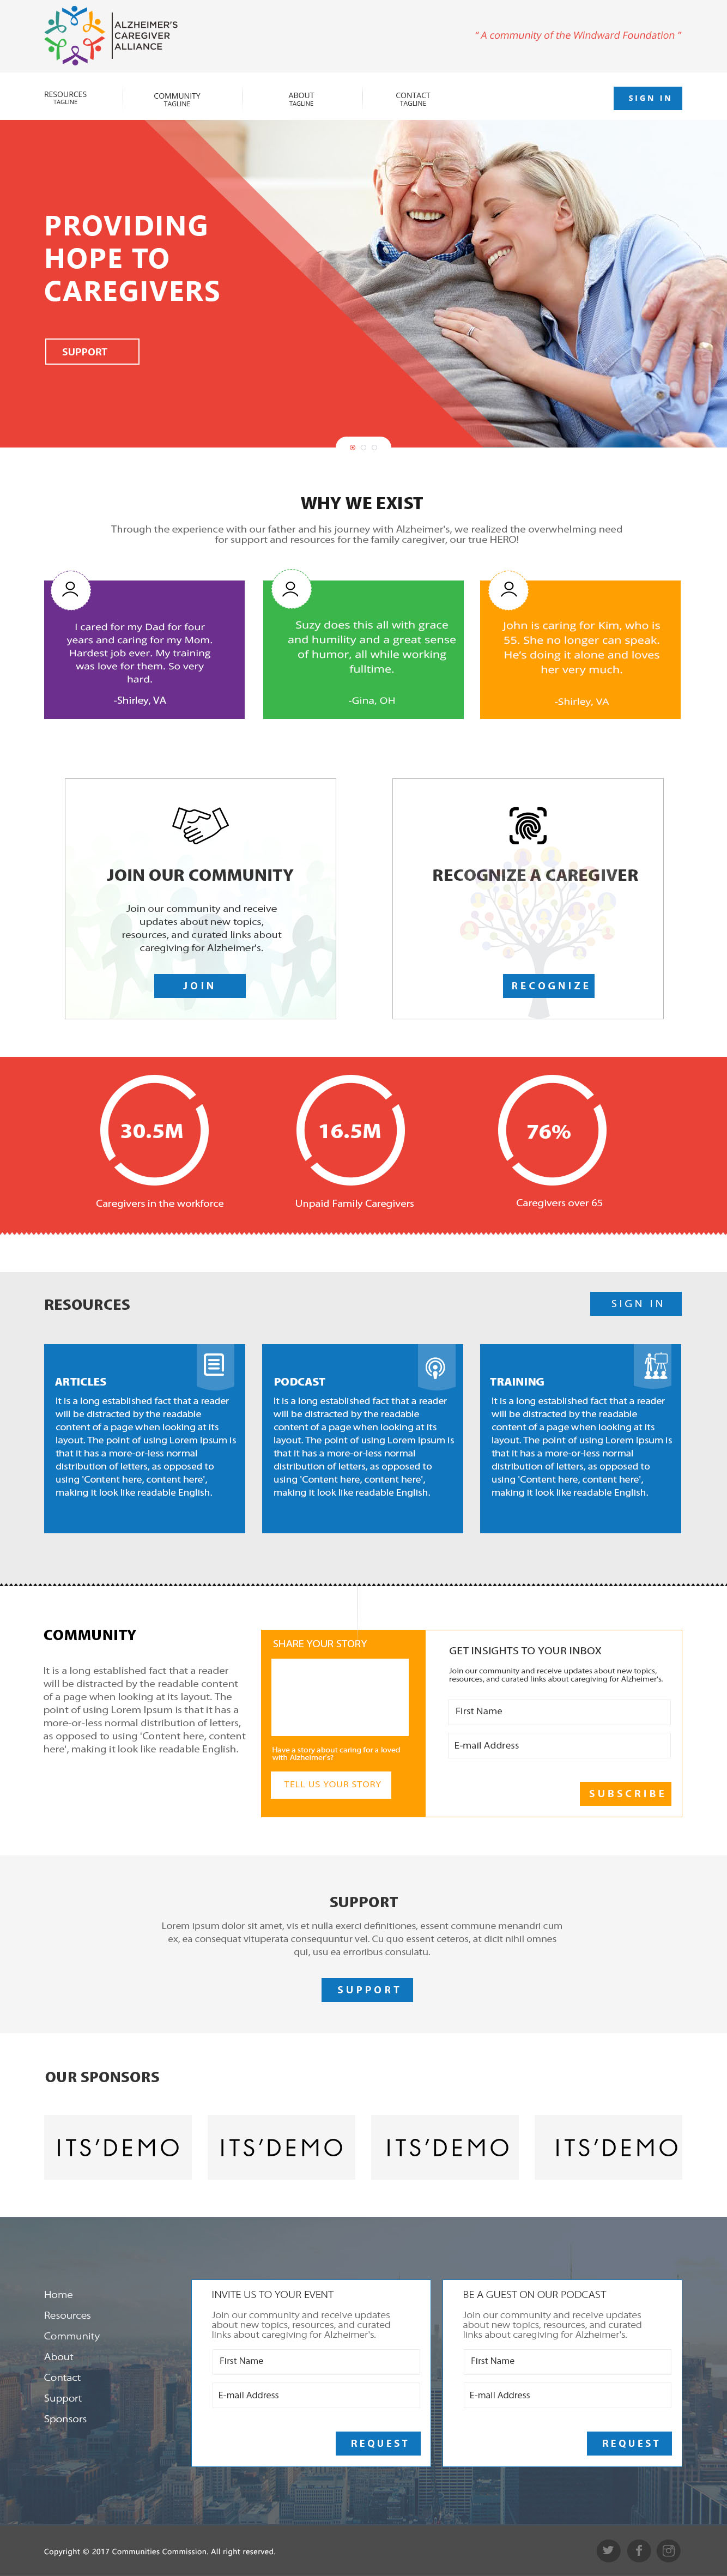 ALZHEIMER'S
CAREGIVER
ALLIANCE
“ A community of the Windward Foundation ”
RESOURCES
TAGLINE
COMMUNITY
TAGLINE
ABOUT
TAGLINE
CONTACT
TAGLINE
SIGN IN
PROVIDING
HOPE TO
CAREGIVERS
SUPPORT
WHY WE EXIST
Through the experience with our father and his journey with Alzheimer's, we realized the overwhelming need
for support and resources for the family caregiver, our true HERO!
I cared for my Dad for four
years and caring for my Mom.
Hardest job ever. My training
was love for them. So very
hard.
-Shirley, VA
Suzy does this all with grace
and humility and a great sense
of humor, all while working
fulltime.
-Gina, OH
John is caring for Kim, who is
55. She no longer can speak.
He's doing it alone and loves
her very much.
-Shirley, VA
JOIN OUR COMMUNITY
Join our community and receive
updates about new topics,
resources, and curated links about
caregiving for Alzheimer's.
JOIN
RECOGNIZE A CAREGIVER
RECOGNIZE
30.5M
Caregivers in the workforce
16.5M
Unpaid Family Caregivers
76%
Caregivers over 65
RESOURCES
SIGN IN
ARTICLES
It is a long established fact that a reader
will be distracted by the readable
content of a page when looking at its
layout. The point of using Lorem Ipsum is
that it has a more-or-less normal
distribution of letters, as opposed to
using 'Content here, content here',
making it look like readable English.
PODCAST
It is a long established fact that a reader
will be distracted by the readable
content of a page when looking at its
layout. The point of using Lorem Ipsum is
that it has a more-or-less normal
distribution of letters, as opposed to
using 'Content here, content here',
making it look like readable English.
TRAINING
It is a long established fact that a reader
will be distracted by the readable
content of a page when looking at its
layout. The point of using Lorem Ipsum is
that it has a more-or-less normal
distribution of letters, as opposed to
using 'Content here, content here',
making it look like readable English.
COMMUNITY
It is a long established fact that a reader
will be distracted by the readable content
of a page when looking at its layout. The
point of using Lorem Ipsum is that it has a
more-or-less normal distribution of letters,
as opposed to using 'Content here, content
here', making it look like readable English.
SHARE YOUR STORY
Have a story about caring for a loved
with Alzheimer's?
TELL US YOUR STORY
GET INSIGHTS TO YOUR INBOX
Join our community and receive updates about new topics,
resources, and curated links about caregiving for Alzheimer's.
First Name
E-mail Address
SUBSCRIBE
SUPPORT
Lorem ipsum dolor sit amet, vis et nulla exerci definitiones, essent commune menandri cum
ex, ea consequat vituperata consequuntur vel. Cu quo essent ceteros, at dicit nihil omnes
qui, usu ea erroribus consulatu.
SUPPORT
OUR SPONSORS
ITS'DEMO
ITS'DEMO
ITS'DEMO
ITS'DEMO
Home
Resources
Community
About
Contact
Support
Sponsors
INVITE US TO YOUR EVENT
Join our community and receive updates
about new topics, resources, and curated
links about caregiving for Alzheimer's.
First Name
E-mail Address
REQUEST
BE A GUEST ON OUR PODCAST
Join our community and receive updates
about new topics, resources, and curated
links about caregiving for Alzheimer's.
First Name
E-mail Address
REQUEST
Copyright © 2017 Communities Commission. All right reserved.